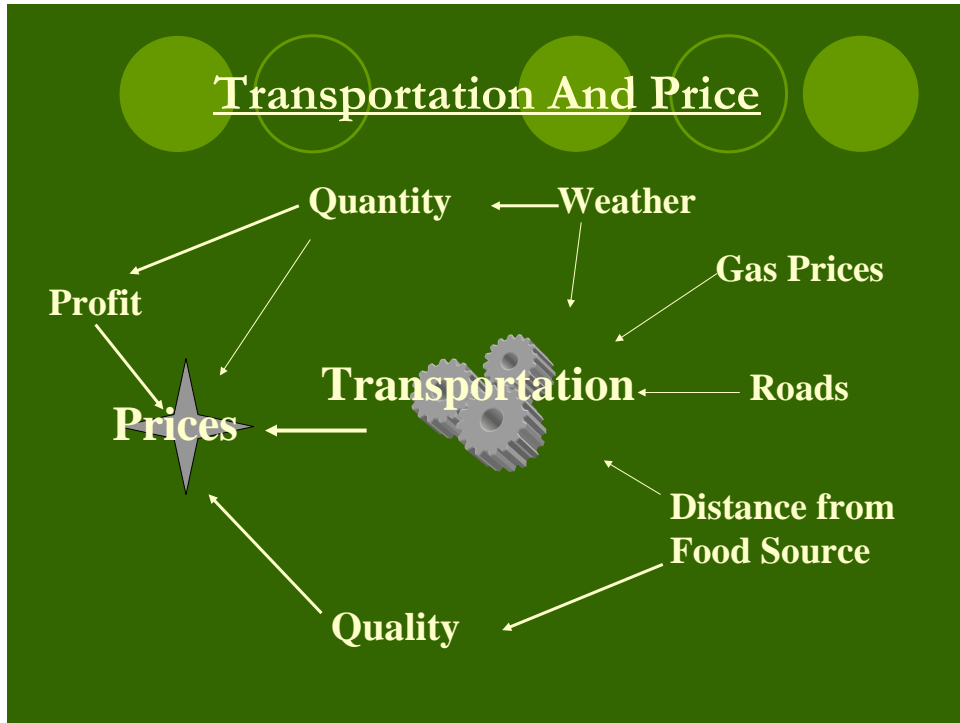 Transportation And Price
Quantity
Weather
Gas Prices
Profit
Transportation
Roads
Prices
Distance from
Food Source
Quality